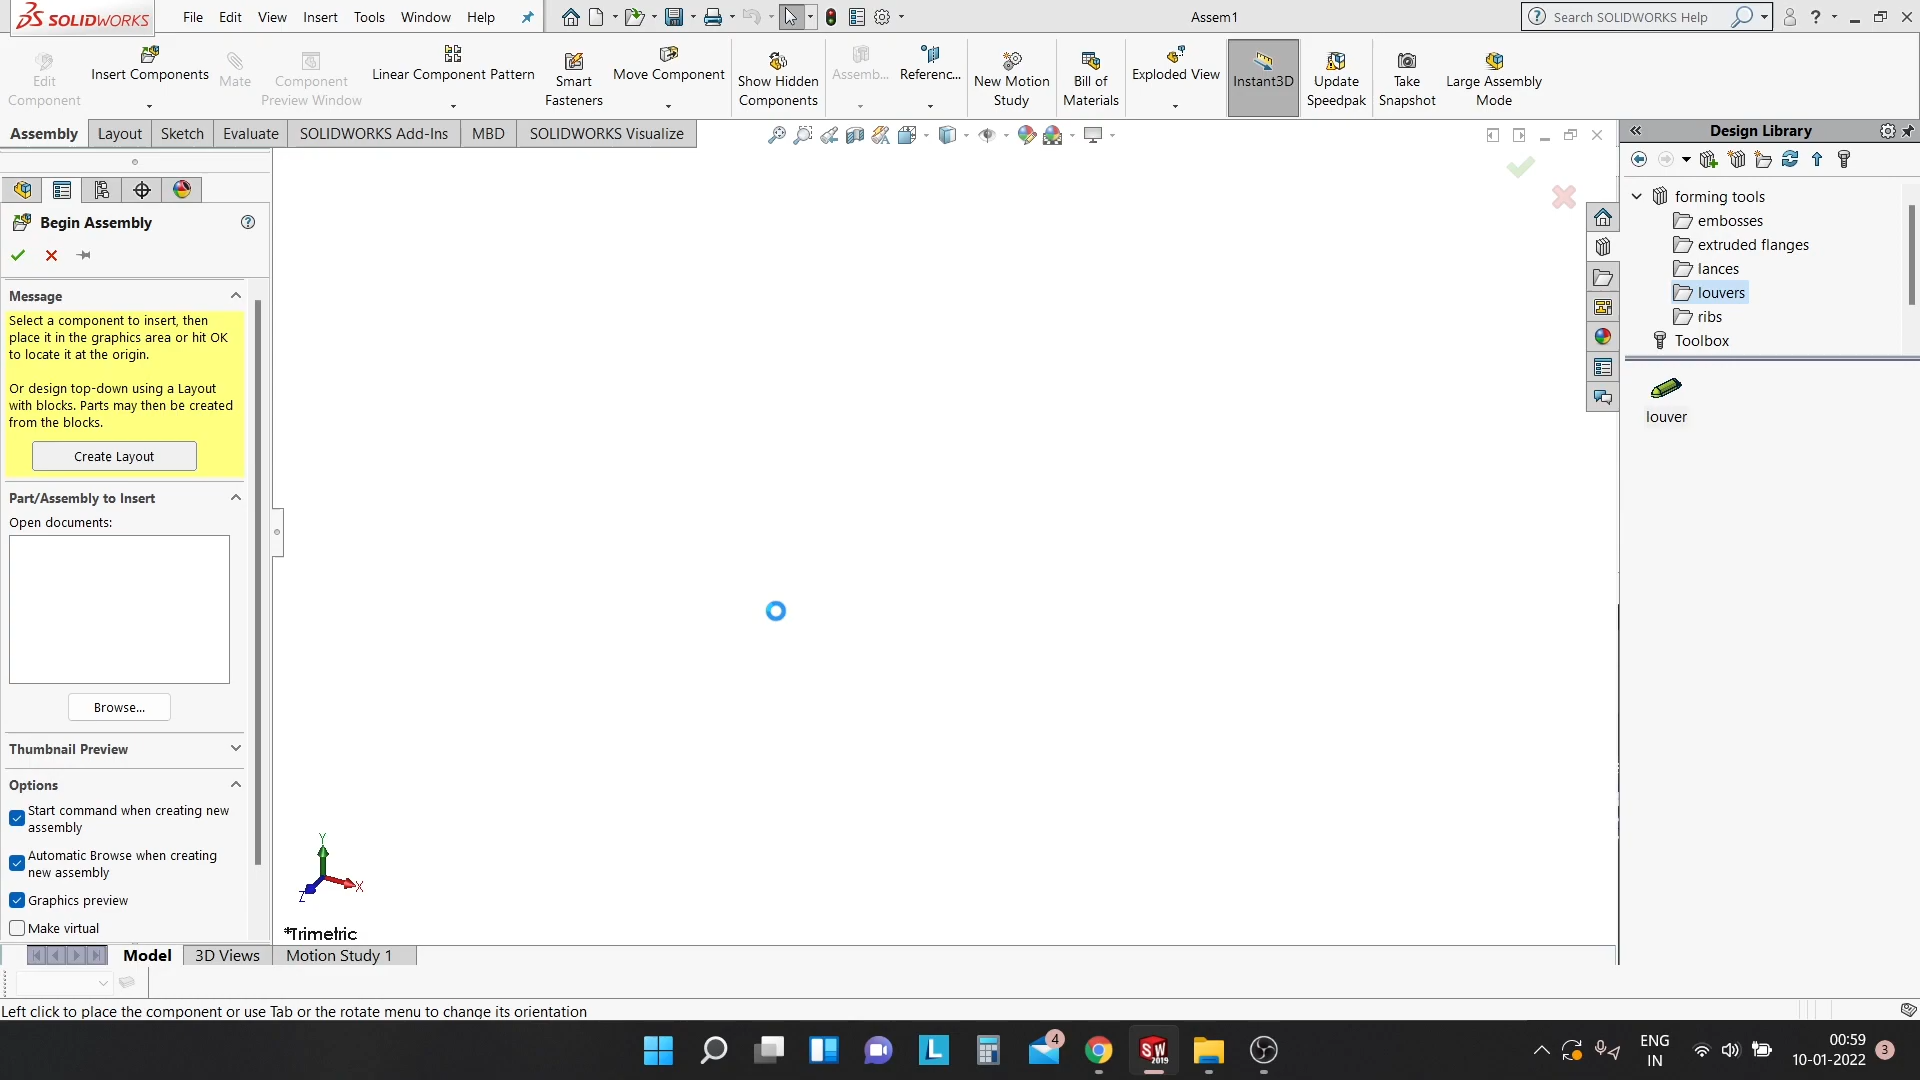 SOLIDWORKS
File Edit View Insert Tools Window Help
Assem1
Search SOLIDWORKS Help
Edit Component
Insert Components
Mate
Component Preview Window
Linear Component Pattern
Smart Fasteners
Move Component
Show Hidden Components
Assemb...
Referenc...
New Motion Study
Bill of Materials
Exploded View
Instant3D
Update Speedpak
Take Snapshot
Large Assembly Mode
Assembly Layout Sketch Evaluate SOLIDWORKS Add-Ins MBD SOLIDWORKS Visualize
Design Library
Begin Assembly
Message
Select a component to insert, then
place it in the graphics area or hit OK
to locate it at the origin.
Or design top-down using a Layout
with blocks. Parts may then be created
from the blocks.
Create Layout
Part/Assembly to Insert
Open documents:
Browse...
Thumbnail Preview
Options
Start command when creating new
assembly
Automatic Browse when creating
new assembly
Graphics preview
Make virtual
forming tools
embosses
extruded flanges
lances
louvers
ribs
Toolbox
louver
Y
X
Z
*Trimetric
Model 3D Views Motion Study 1
Left click to place the component or use Tab or the rotate menu to change its orientation
4
L
SW
2019
ENG
IN
00:59
10-01-2022
3